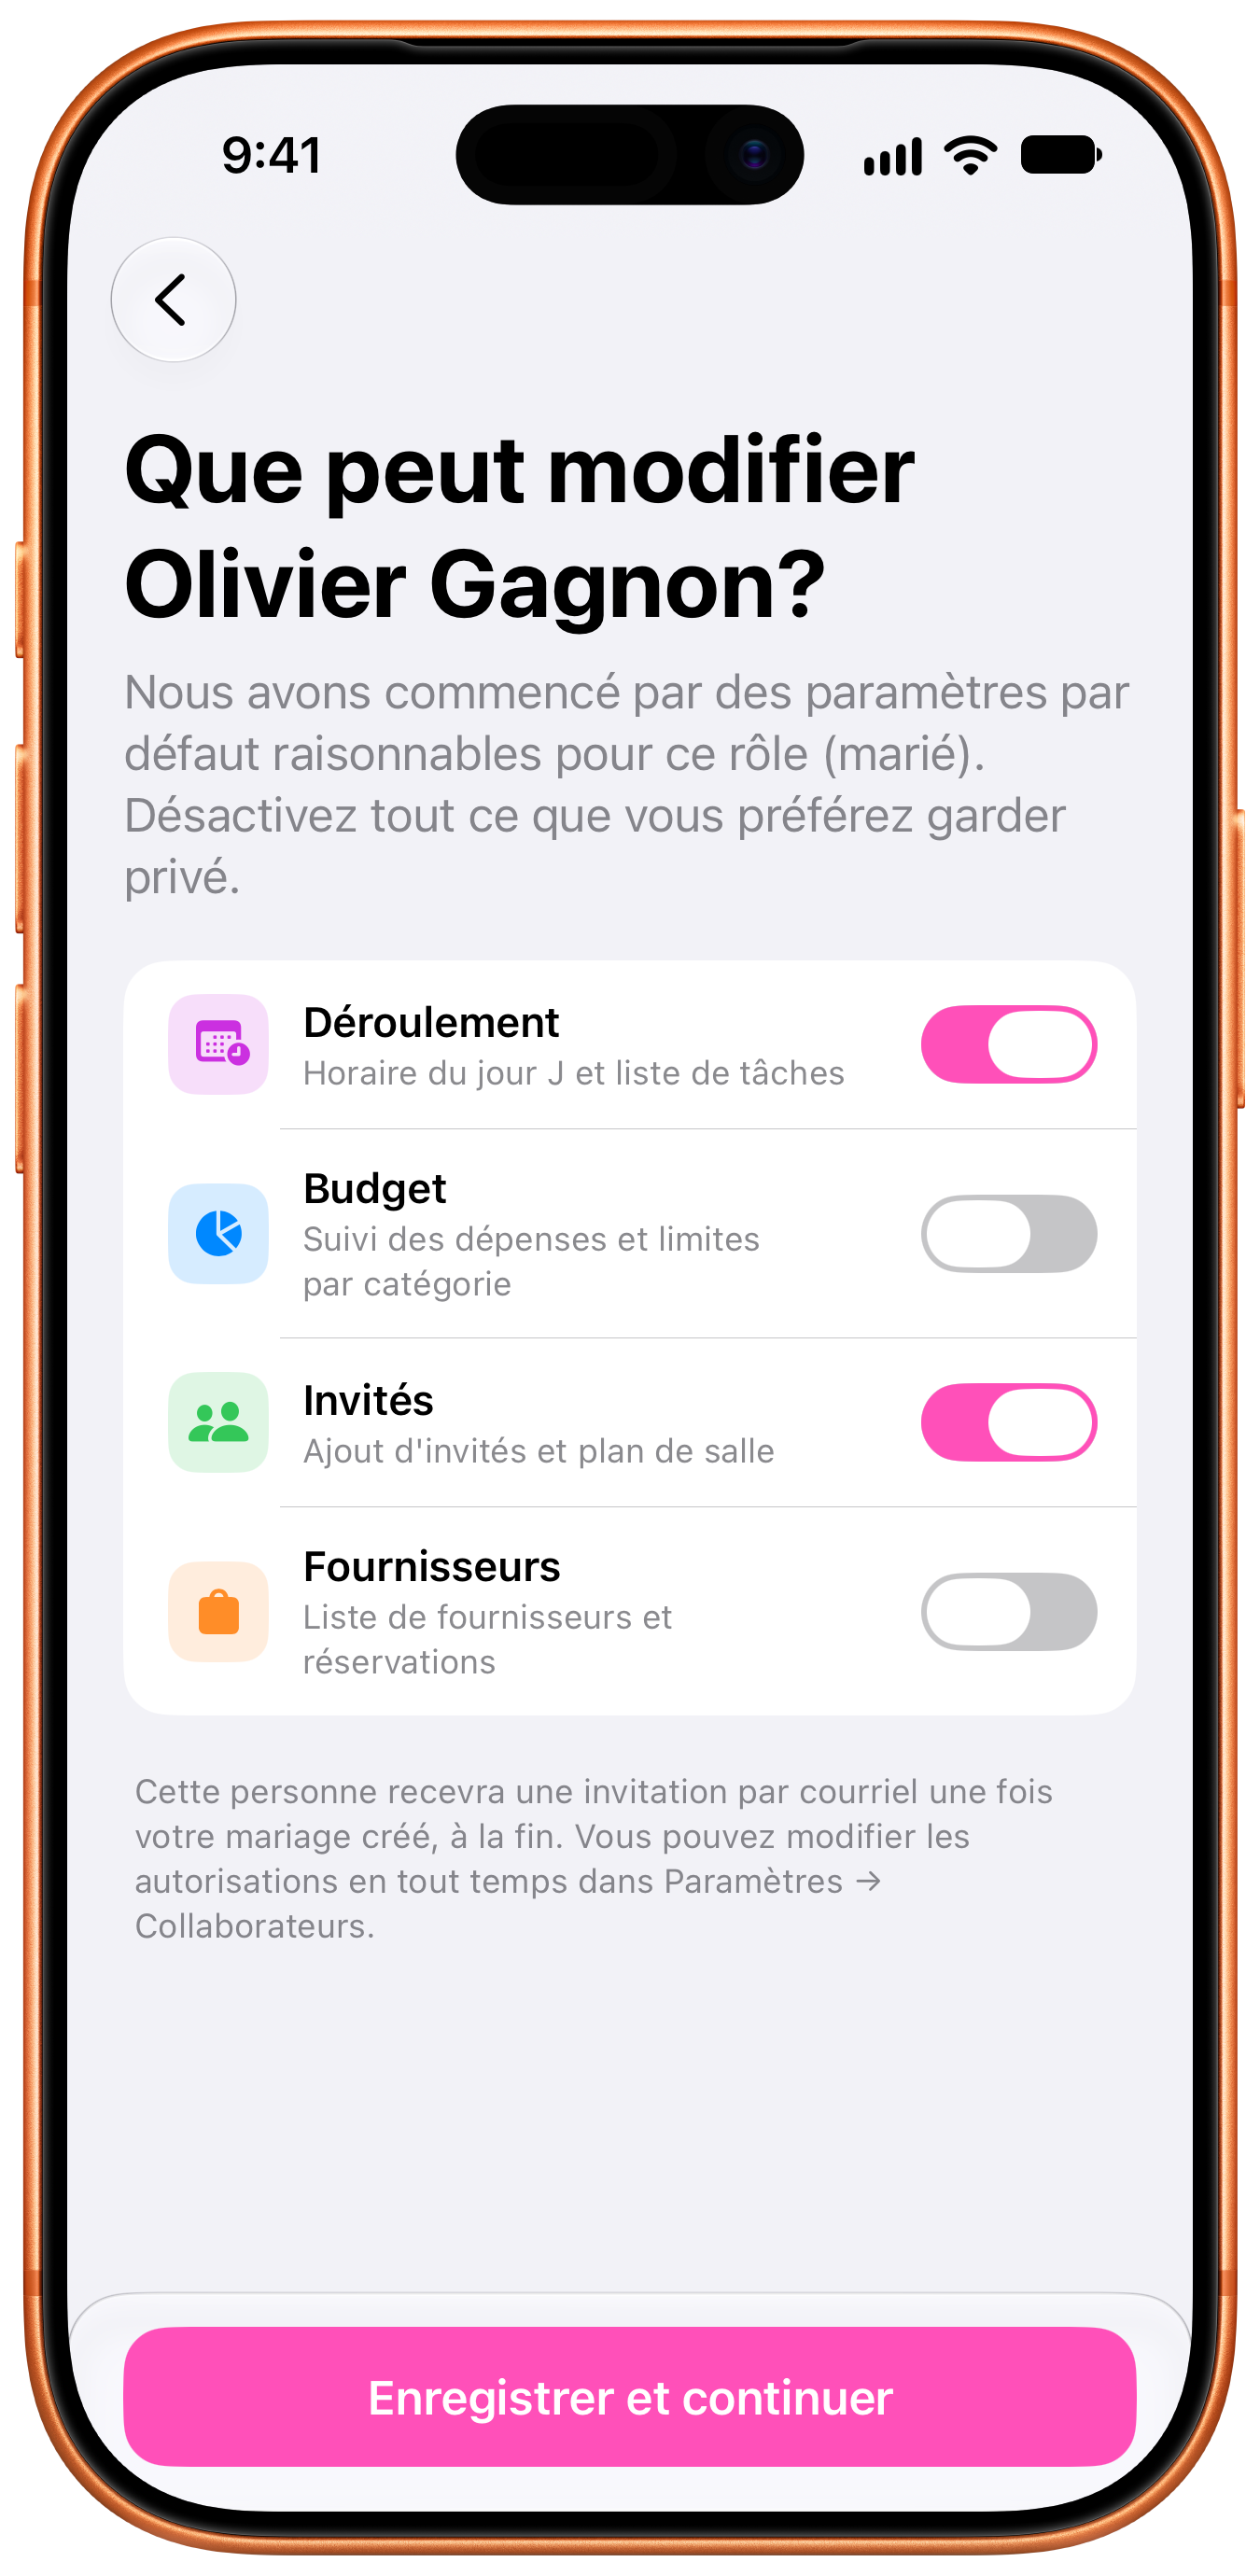 9:41
Que peut modifier
Olivier Gagnon?
Nous avons commencé par des paramètres par
défaut raisonnables pour ce rôle (marié).
Désactivez tout ce que vous préférez garder
privé.
Déroulement
Horaire du jour J et liste de tâches
Budget
Suivi des dépenses et limites
par catégorie
Invités
Ajout d'invités et plan de salle
Fournisseurs
Liste de fournisseurs et
réservations
Cette personne recevra une invitation par courriel une fois
votre mariage créé, à la fin. Vous pouvez modifier les
autorisations en tout temps dans Paramètres →
Collaborateurs.
Enregistrer et continuer